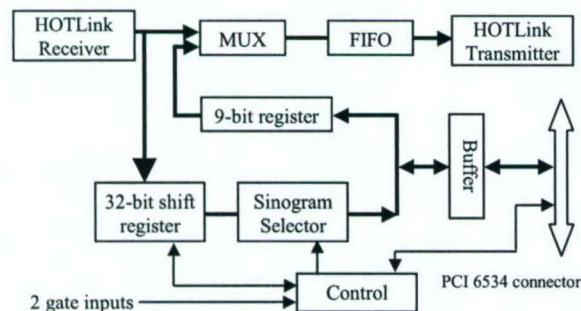 HOTLink
Receiver
MUX
FIFO
HOTLink
Transmitter
9-bit register
Buffer
32-bit shift
register
Sinogram
Selector
Control
PCI 6534 connector
2 gate inputs